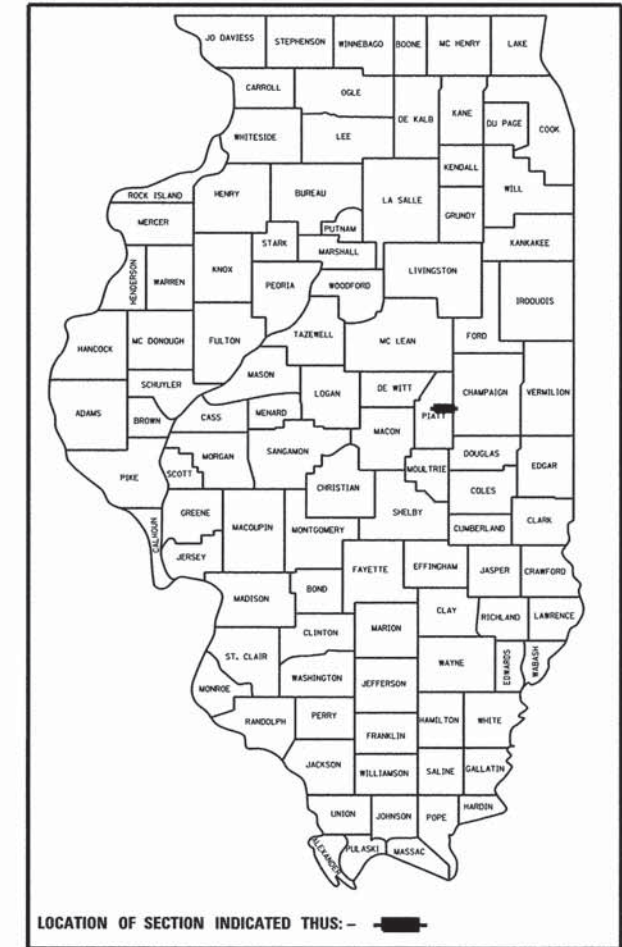 JO DAVIESS STEPHENSON WINNEBAGO BOONE MC HENRY LAKE
CARROLL OGLE DE KALB KANE DU PAGE COOK
WHITESIDE LEE KENDALL WILL
ROCK ISLAND HENRY BUREAU LA SALLE GRUNDY
MERCER PUTNAM KANKAKEE
HENDERSON WARREN KNOX STARK MARSHALL LIVINGSTON
PEORIA WOODFORD IROQUOIS
HANCOCK MC DONOUGH FULTON TAZEWELL MC LEAN FORD
SCHUYLER MASON LOGAN DE WITT CHAMPAIGN VERMILION
ADAMS BROWN CASS MENARD MACON PIATT
PIKE SCOTT MORGAN SANGAMON MOULTRIE DOUGLAS EDGAR
CHRISTIAN COLES
CALHOUN GREENE MACOUPIN MONTGOMERY SHELBY CUMBERLAND CLARK
JERSEY FAYETTE EFFINGHAM JASPER CRAWFORD
MADISON BOND CLAY RICHLAND LAWRENCE
CLINTON MARION
ST. CLAIR WASHINGTON WAYNE EDWARDS WABASH
MONROE JEFFERSON
RANDOLPH PERRY HAMILTON WHITE
FRANKLIN
JACKSON WILLIAMSON SALINE GALLATIN
UNION JOHNSON POPE HARDIN
ALEXANDER PULASKI MASSAC
LOCATION OF SECTION INDICATED THUS: -